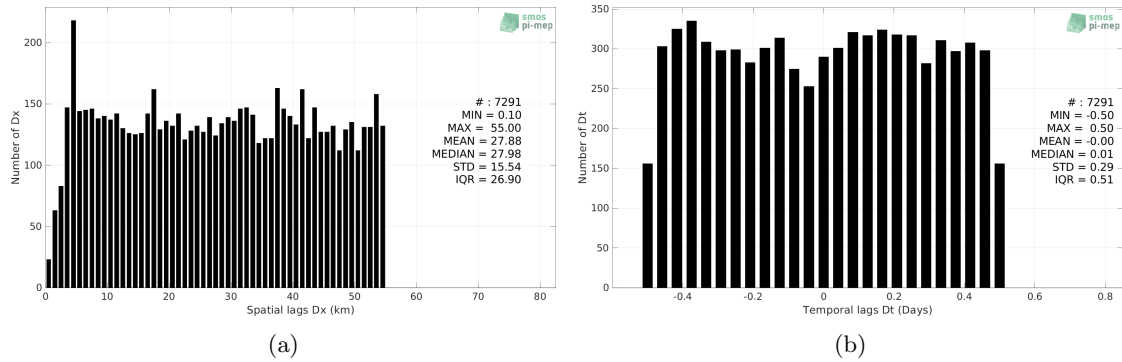 smos
pi-mep
200
150
100
50
0
Number of Dx
# : 7291
MIN = 0.10
MAX = 55.00
MEAN = 27.88
MEDIAN = 27.98
STD = 15.54
IQR = 26.90
0 10 20 30 40 50 60 70 80
Spatial lags Dx (km)
(a)
smos
pi-mep
350
300
250
200
150
100
50
0
Number of Dt
# : 7291
MIN = -0.50
MAX = 0.50
MEAN = -0.00
MEDIAN = 0.01
STD = 0.29
IQR = 0.51
-0.4 -0.2 0 0.2 0.4 0.6 0.8
Temporal lags Dt (Days)
(b)